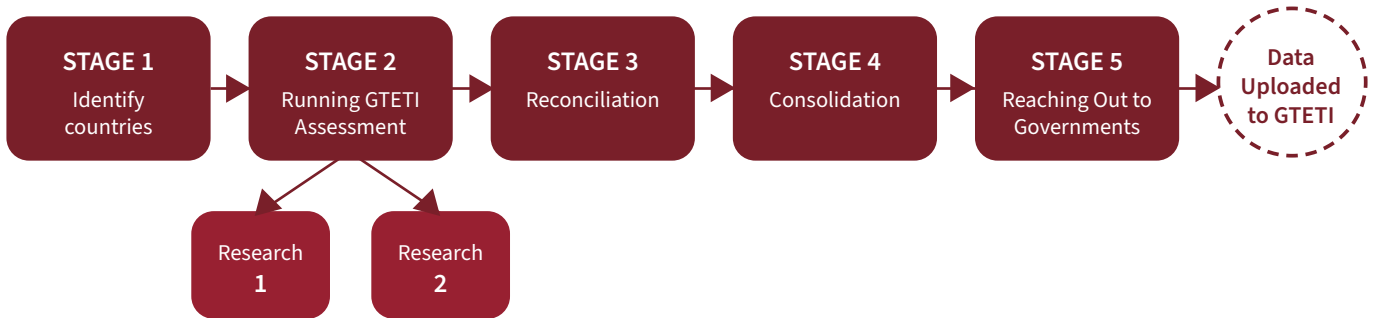 STAGE 1
Identify
countries
STAGE 2
Running GTETI
Assessment
STAGE 3
Reconciliation
STAGE 4
Consolidation
STAGE 5
Reaching Out to
Governments
Data
Uploaded
to GTETI
Research
1
Research
2